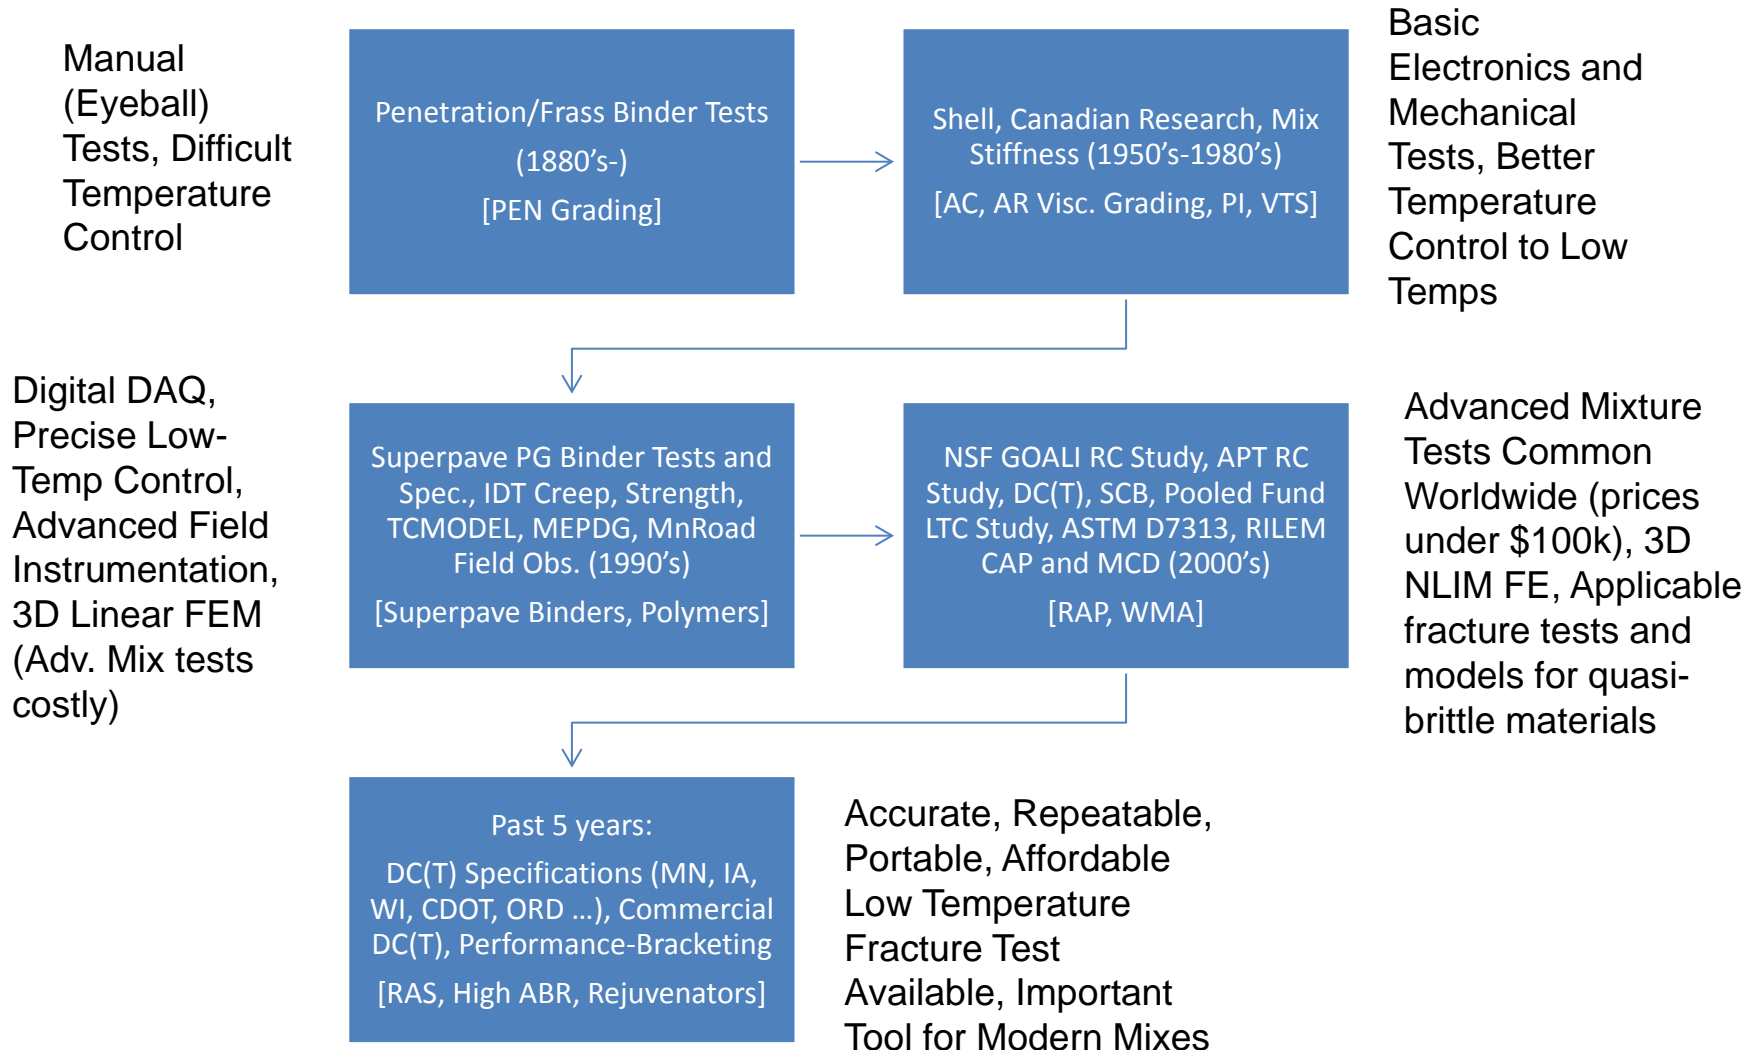 Manual
(Eyeball)
Tests, Difficult
Temperature
Control
Penetration/Frass Binder Tests
(1880’s-)
[PEN Grading]
Shell, Canadian Research, Mix
Stiffness (1950’s-1980’s)
[AC, AR Visc. Grading, PI, VTS]
Basic
Electronics and
Mechanical
Tests, Better
Temperature
Control to Low
Temps
Digital DAQ,
Precise Low-
Temp Control,
Advanced Field
Instrumentation,
3D Linear FEM
(Adv. Mix tests
costly)
Superpave PG Binder Tests and
Spec., IDT Creep, Strength,
TCMODEL, MEPDG, MnRoad
Field Obs. (1990’s)
[Superpave Binders, Polymers]
NSF GOALI RC Study, APT RC
Study, DC(T), SCB, Pooled Fund
LTC Study, ASTM D7313, RILEM
CAP and MCD (2000’s)
[RAP, WMA]
Advanced Mixture
Tests Common
Worldwide (prices
under $100k), 3D
NLIM FE, Applicable
fracture tests and
models for quasi-
brittle materials
Past 5 years:
DC(T) Specifications (MN, IA,
WI, CDOT, ORD …), Commercial
DC(T), Performance-Bracketing
[RAS, High ABR, Rejuvenators]
Accurate, Repeatable,
Portable, Affordable
Low Temperature
Fracture Test
Available, Important
Tool for Modern Mixes